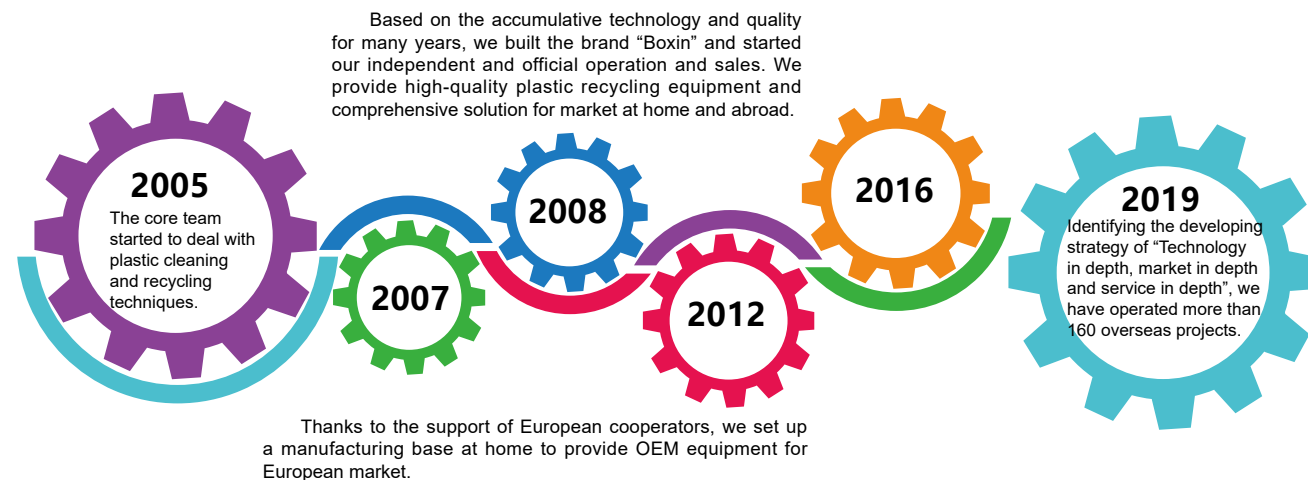 Based on the accumulative technology and quality
for many years, we built the brand “Boxin” and started
our independent and official operation and sales. We
provide high-quality plastic recycling equipment and
comprehensive solution for market at home and abroad.
2005
The core team
started to deal with
plastic cleaning
and recycling
techniques.
2007
2008
2012
2016
2019
Identifying the developing
strategy of “Technology
in depth, market in depth
and service in depth”, we
have operated more than
160 overseas projects.
Thanks to the support of European cooperators, we set up
a manufacturing base at home to provide OEM equipment for
European market.